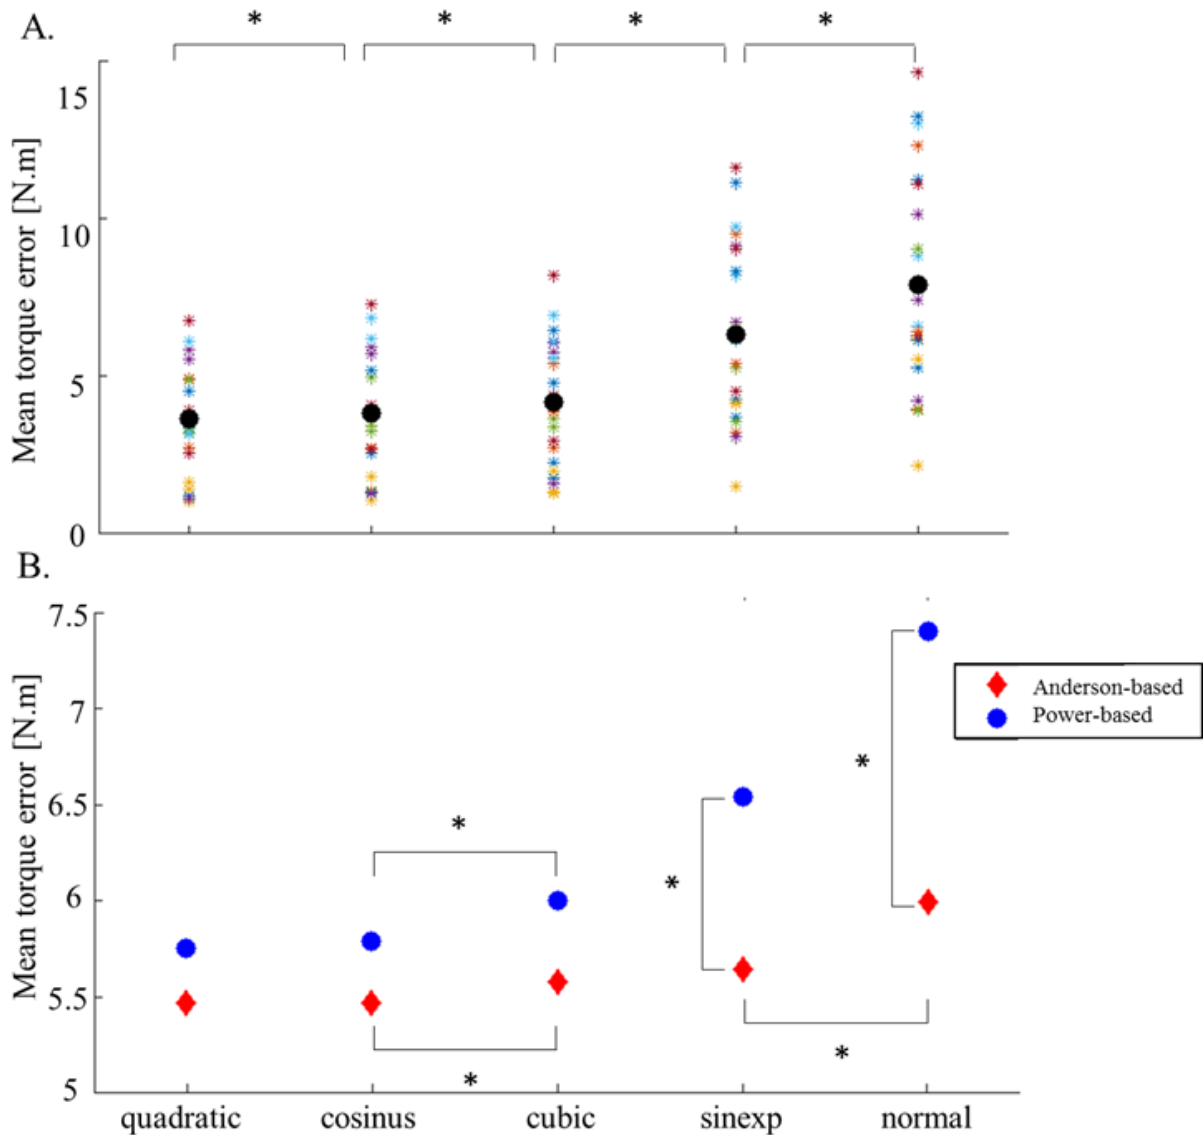 A.
* * * *
15
10
5
0
Mean torque error [N.m]
B.
7.5
7
6.5
6
5.5
5
Mean torque error [N.m]
Anderson-based
Power-based
*
*
*
*
*
quadratic cosinus cubic sinexp normal